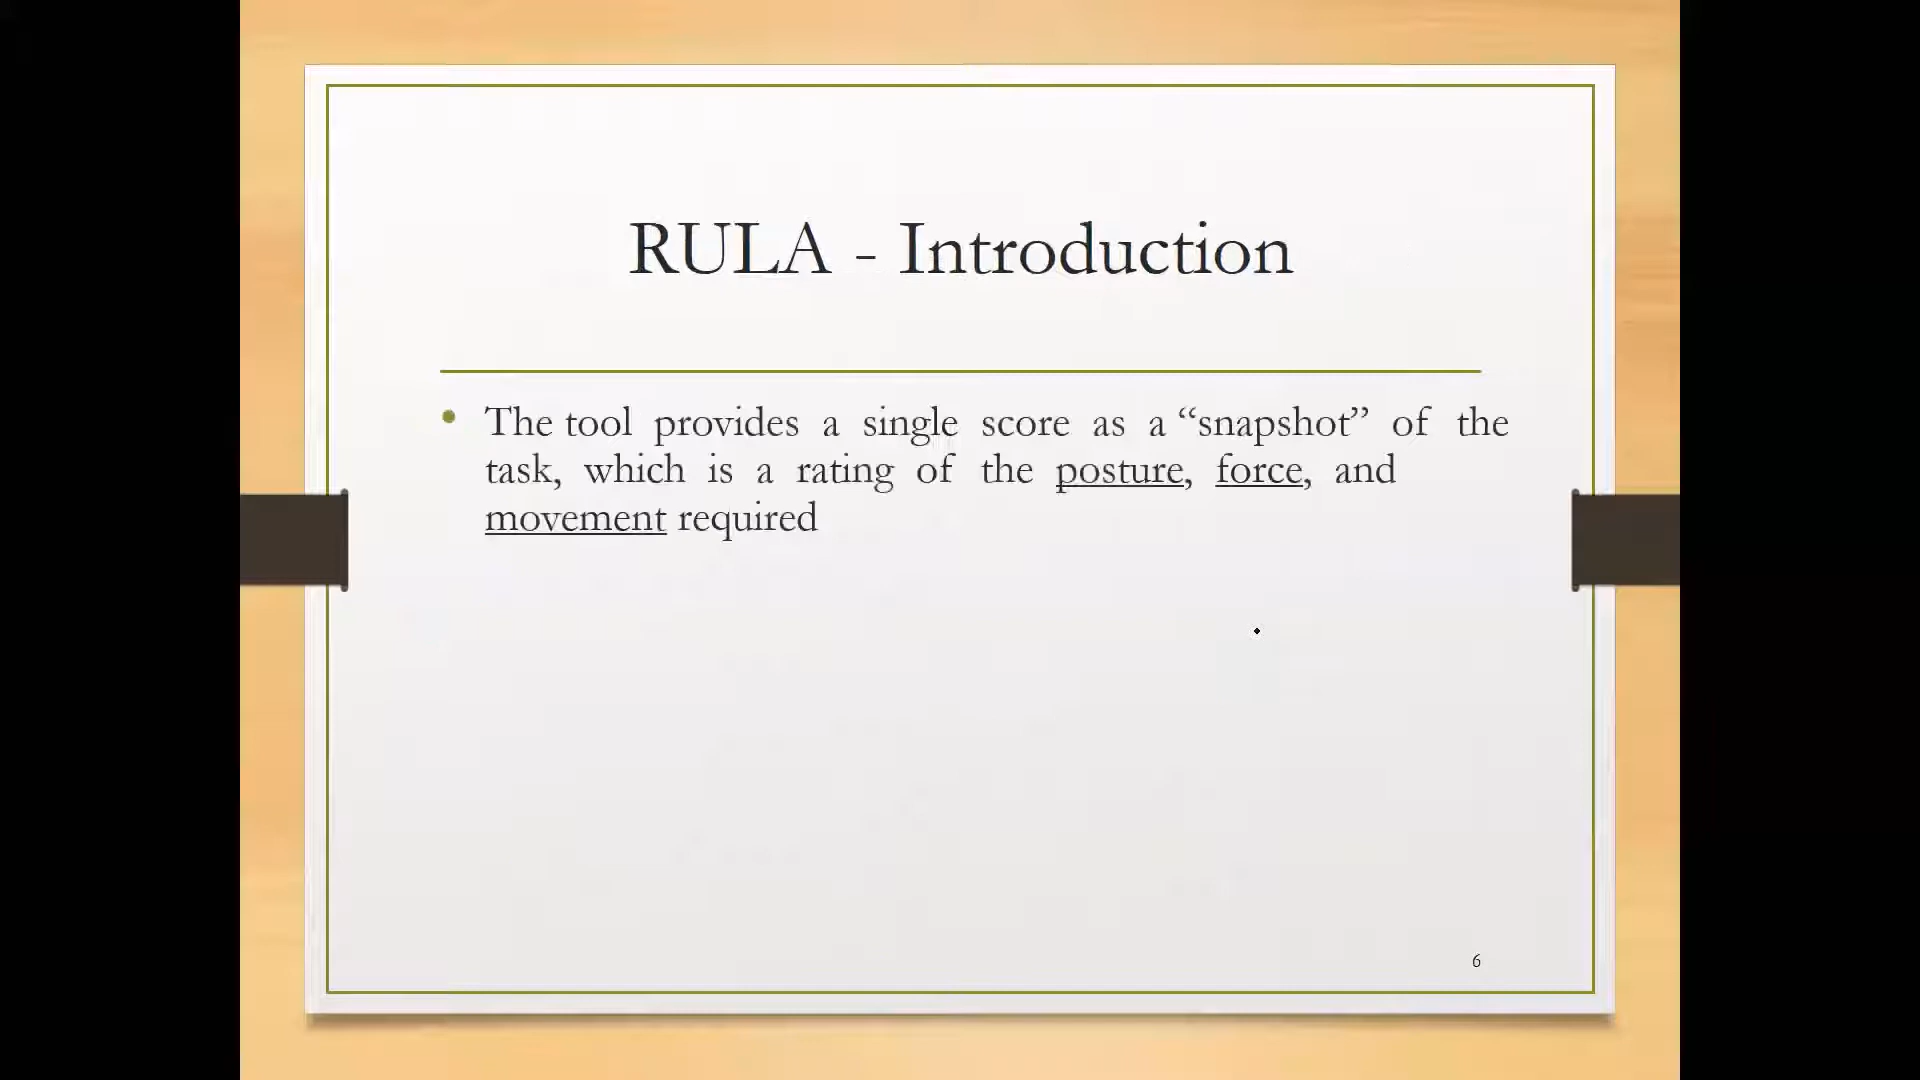 RULA - Introduction
• The tool provides a single score as a “snapshot” of the
task, which is a rating of the posture, force, and
movement required
6